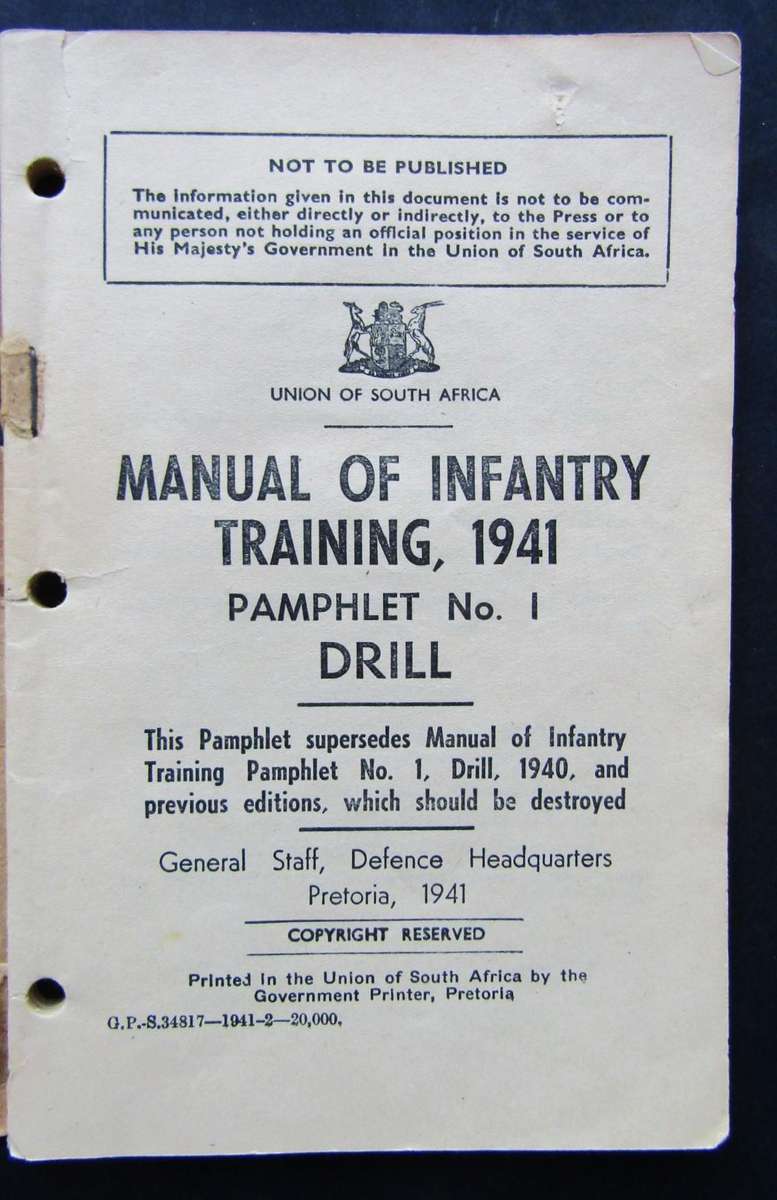 NOT TO BE PUBLISHED
The information given in this document is not to be com-
municated, either directly or indirectly, to the Press or to
any person not holding an official position in the service of
His Majesty's Government in the Union of South Africa.
UNION OF SOUTH AFRICA
MANUAL OF INFANTRY
TRAINING, 1941
PAMPHLET No. 1
DRILL
This Pamphlet supersedes Manual of Infantry
Training Pamphlet No. 1, Drill, 1940, and
previous editions, which should be destroyed
General Staff, Defence Headquarters
Pretoria, 1941
COPYRIGHT RESERVED
Printed in the Union of South Africa by the
Government Printer, Pretoria
G.P.-S.34817—1941-2—20,000.